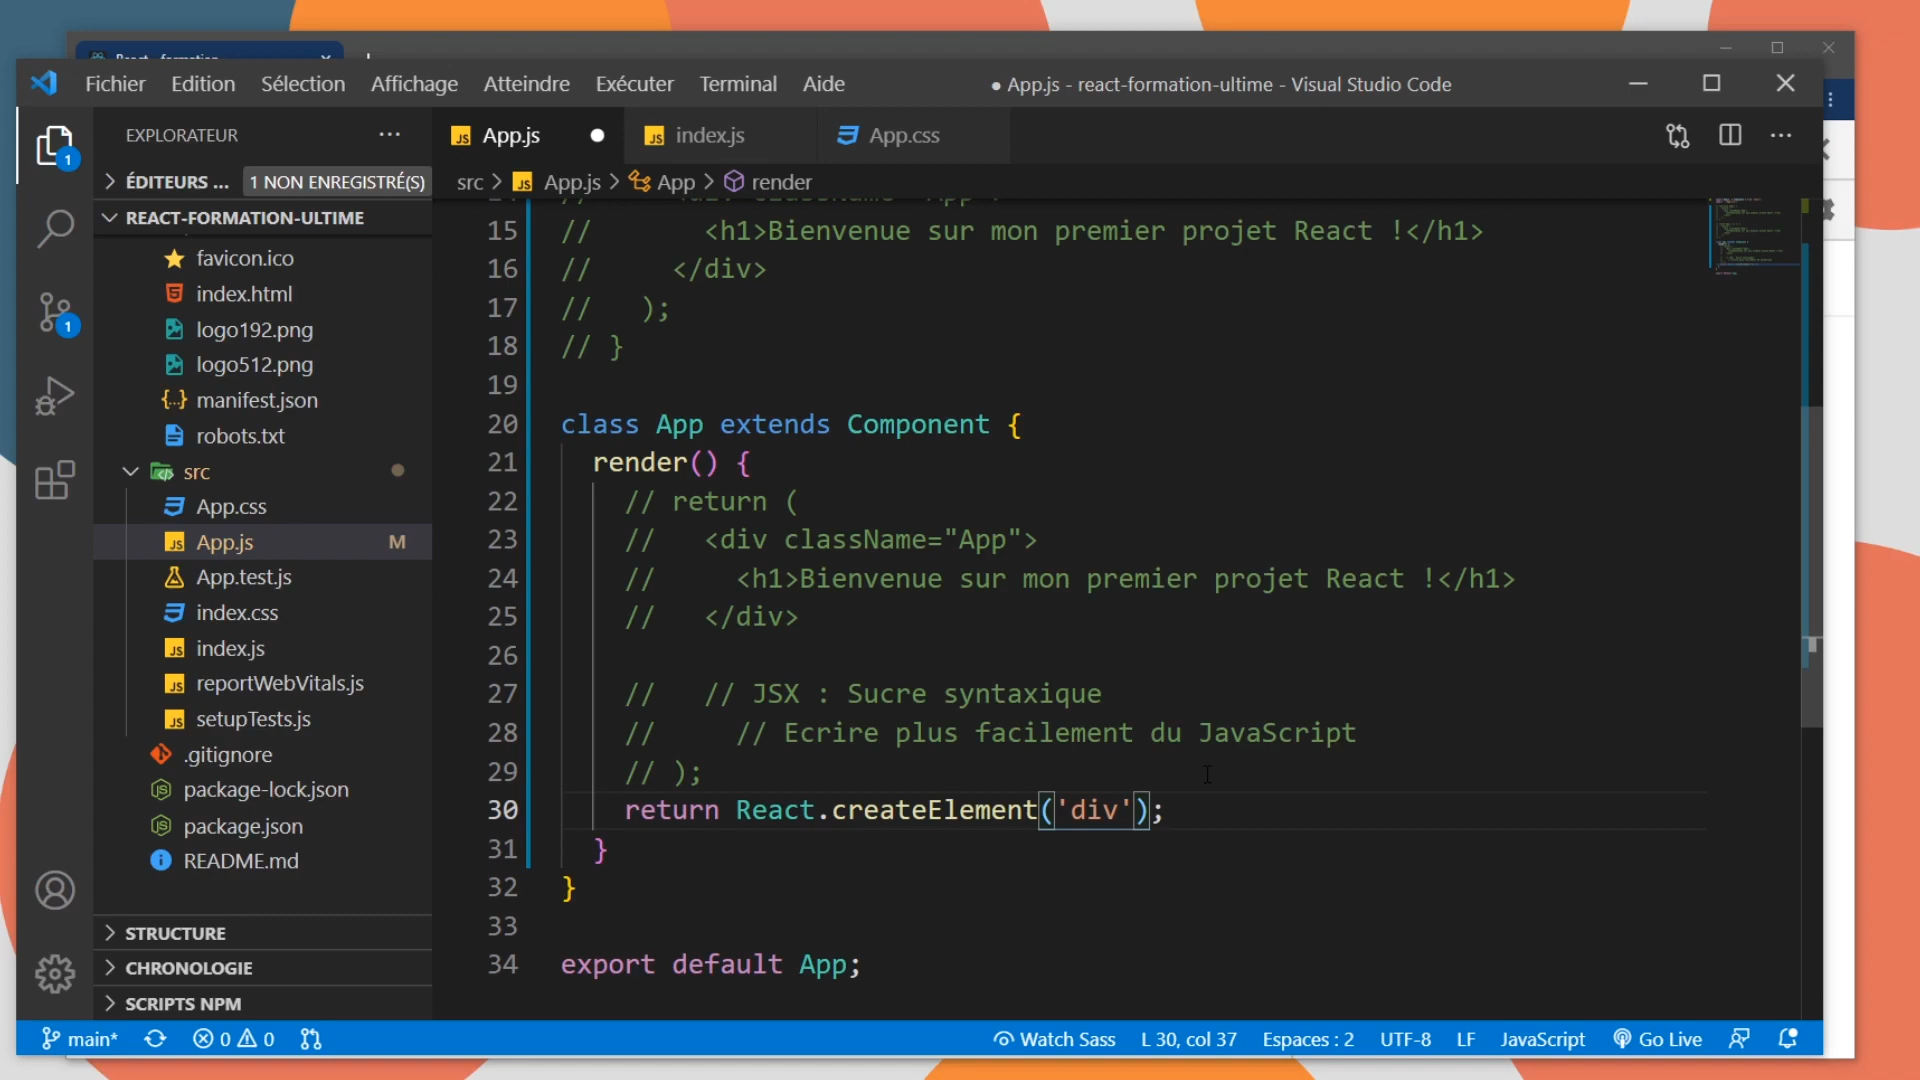 React - formation
Fichier Edition Sélection Affichage Atteindre Exécuter Terminal Aide ● App.js - react-formation-ultime - Visual Studio Code
EXPLORATEUR ···
App.js index.js App.css
ÉDITEURS ... 1 NON ENREGISTRÉ(S)
src > App.js > App > render
REACT-FORMATION-ULTIME
favicon.ico
index.html
logo192.png
logo512.png
manifest.json
robots.txt
src
App.css
App.js M
App.test.js
index.css
index.js
reportWebVitals.js
setupTests.js
.gitignore
package-lock.json
package.json
README.md
STRUCTURE
CHRONOLOGIE
SCRIPTS NPM
1
1
15 //       <h1>Bienvenue sur mon premier projet React !</h1>
16 //     </div>
17 //   );
18 // }
19
20 class App extends Component {
21   render() {
22     // return (
23     //   <div className="App">
24     //     <h1>Bienvenue sur mon premier projet React !</h1>
25     //   </div>
26
27     //   // JSX : Sucre syntaxique
28     //     // Ecrire plus facilement du JavaScript
29     // );
30     return React.createElement('div');
31   }
32 }
33
34 export default App;
main* 0 0 Watch Sass L 30, col 37 Espaces : 2 UTF-8 LF JavaScript Go Live